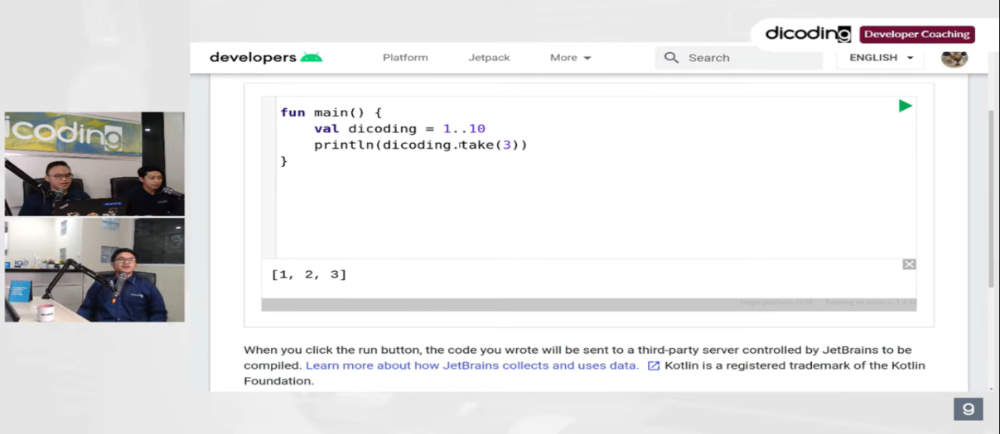 dicoding Developer Coaching
developers Platform Jetpack More Search ENGLISH
icoding
fun main() {
val dicoding = 1..10
println(dicoding.take(3))
}
[1, 2, 3]
When you click the run button, the code you wrote will be sent to a third-party server controlled by JetBrains to be
compiled. Learn more about how JetBrains collects and uses data. Kotlin is a registered trademark of the Kotlin
Foundation.
9